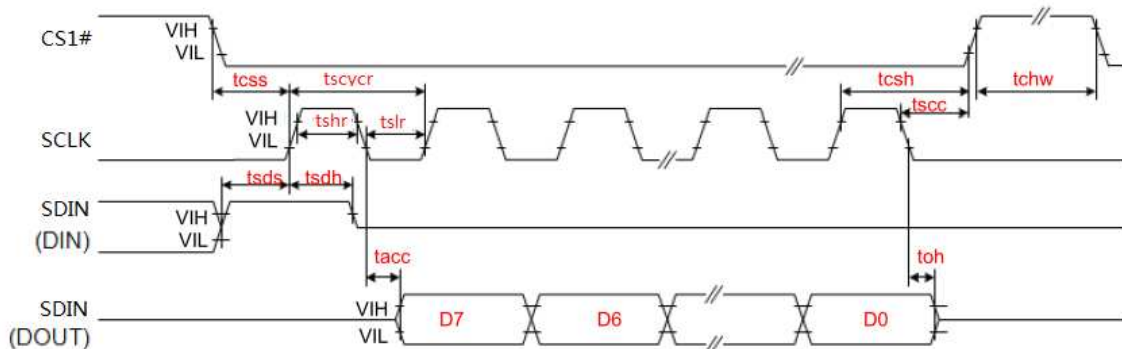 CS1#
VIH
VIL
tcss
tscycr
tcsh
tchw
tscc
SCLK
VIH
VIL
tshr
tslr
tsds
tsdh
SDIN
(DIN)
VIH
VIL
tacc
toh
SDIN
(DOUT)
VIH
VIL
D7
D6
D0